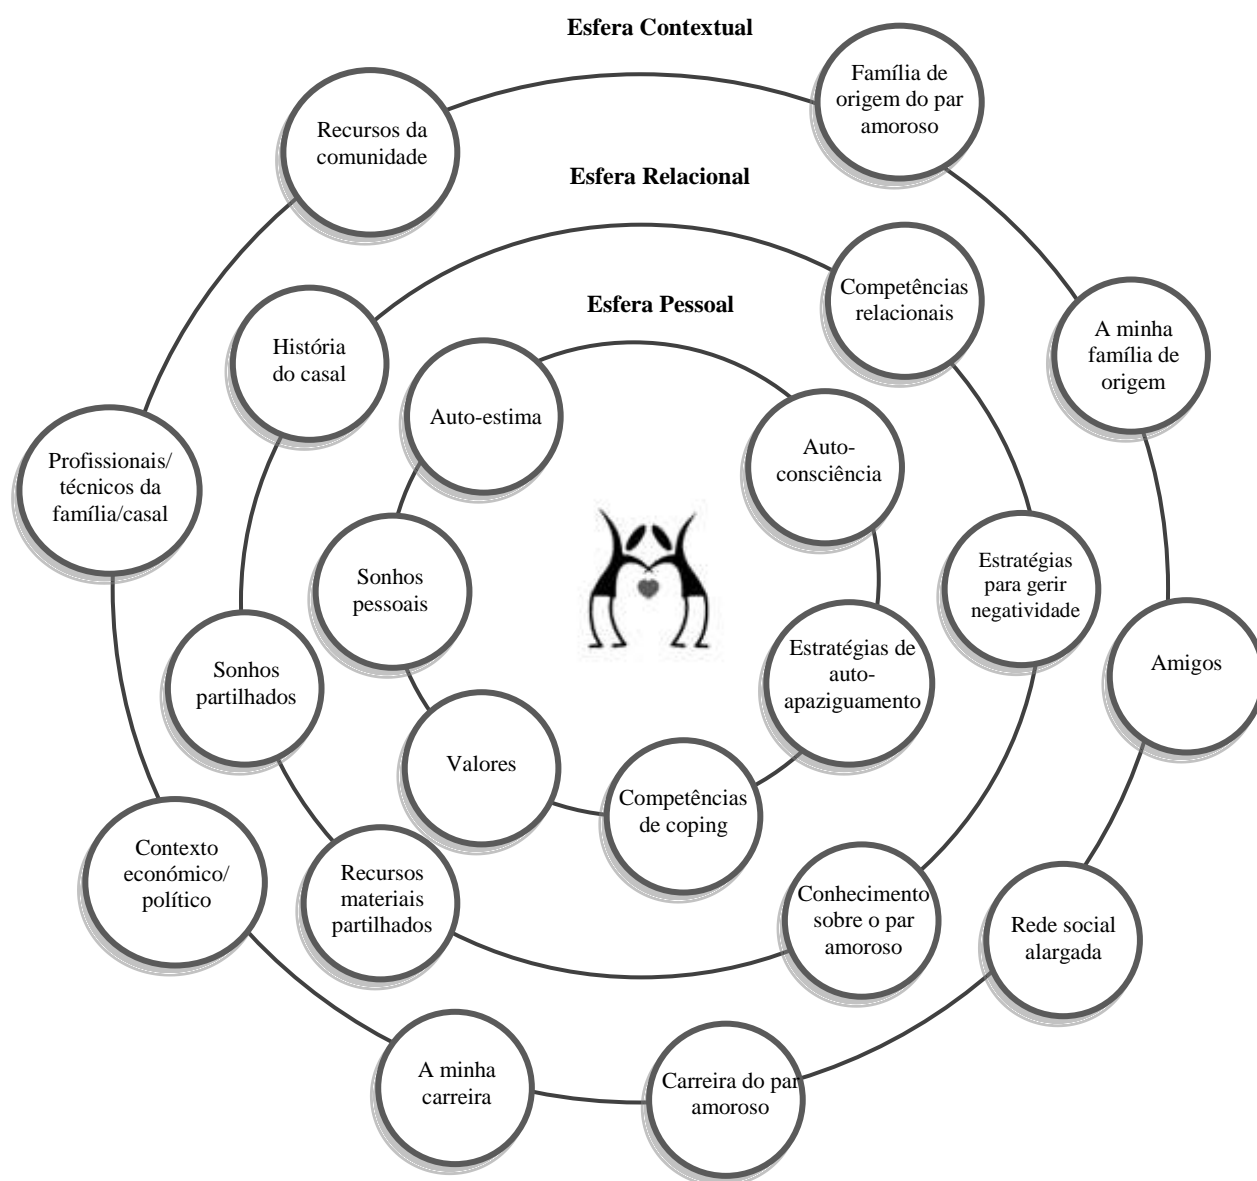 Esfera Contextual
Família de
origem do par
amoroso
Recursos da
comunidade
Esfera Relacional
Competências
relacionais
Esfera Pessoal
A minha
família de
origem
História
do casal
Auto-estima
Auto-
consciência
Profissionais/
técnicos da
família/casal
Estratégias
para gerir
negatividade
Sonhos
pessoais
Estratégias de
auto-
apaziguamento
Amigos
Sonhos
partilhados
Valores
Competências
de coping
Contexto
económico/
político
Recursos
materiais
partilhados
Conhecimento
sobre o par
amoroso
Rede social
alargada
A minha
carreira
Carreira do par
amoroso